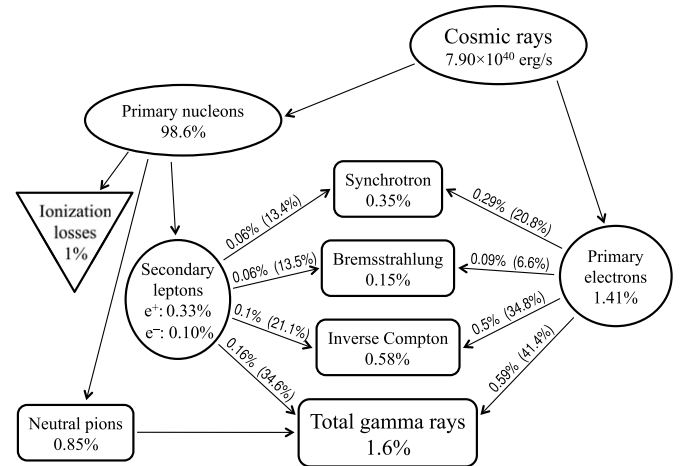 Cosmic rays
7.90×10⁴⁰ erg/s
Primary nucleons
98.6%
Ionization
losses
1%
Synchrotron
0.35%
0.06% (13.4%)
0.29% (20.8%)
Secondary
leptons
e⁺: 0.33%
e⁻: 0.10%
Bremsstrahlung
0.15%
0.06% (13.5%)
0.09% (6.6%)
Primary
electrons
1.41%
Inverse Compton
0.58%
0.1% (21.1%)
0.5% (34.8%)
0.16% (34.6%)
0.59% (41.4%)
Neutral pions
0.85%
Total gamma rays
1.6%